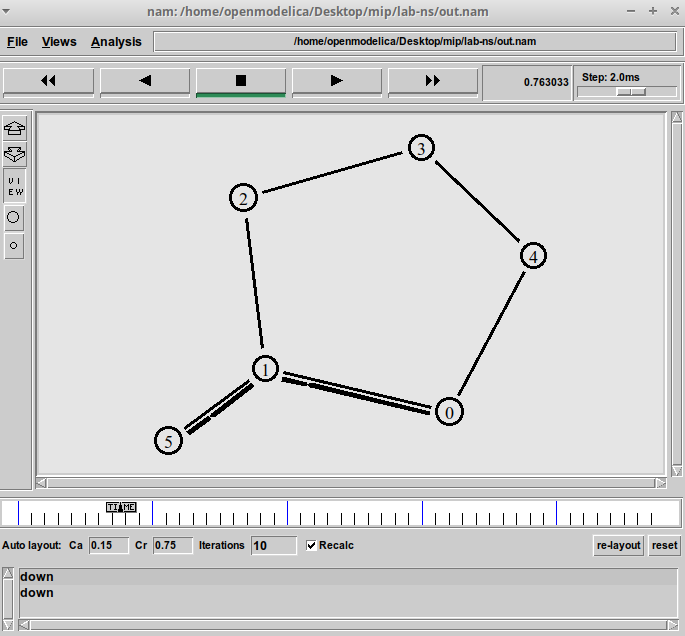 nam: /home/openmodelica/Desktop/mip/lab-ns/out.nam
File Views Analysis /home/openmodelica/Desktop/mip/lab-ns/out.nam
0.763033 Step: 2.0ms
VI
EW
3
2
4
1
0
5
TIME
Auto layout: Ca 0.15 Cr 0.75 Iterations 10 Recalc re-layout reset
down
down